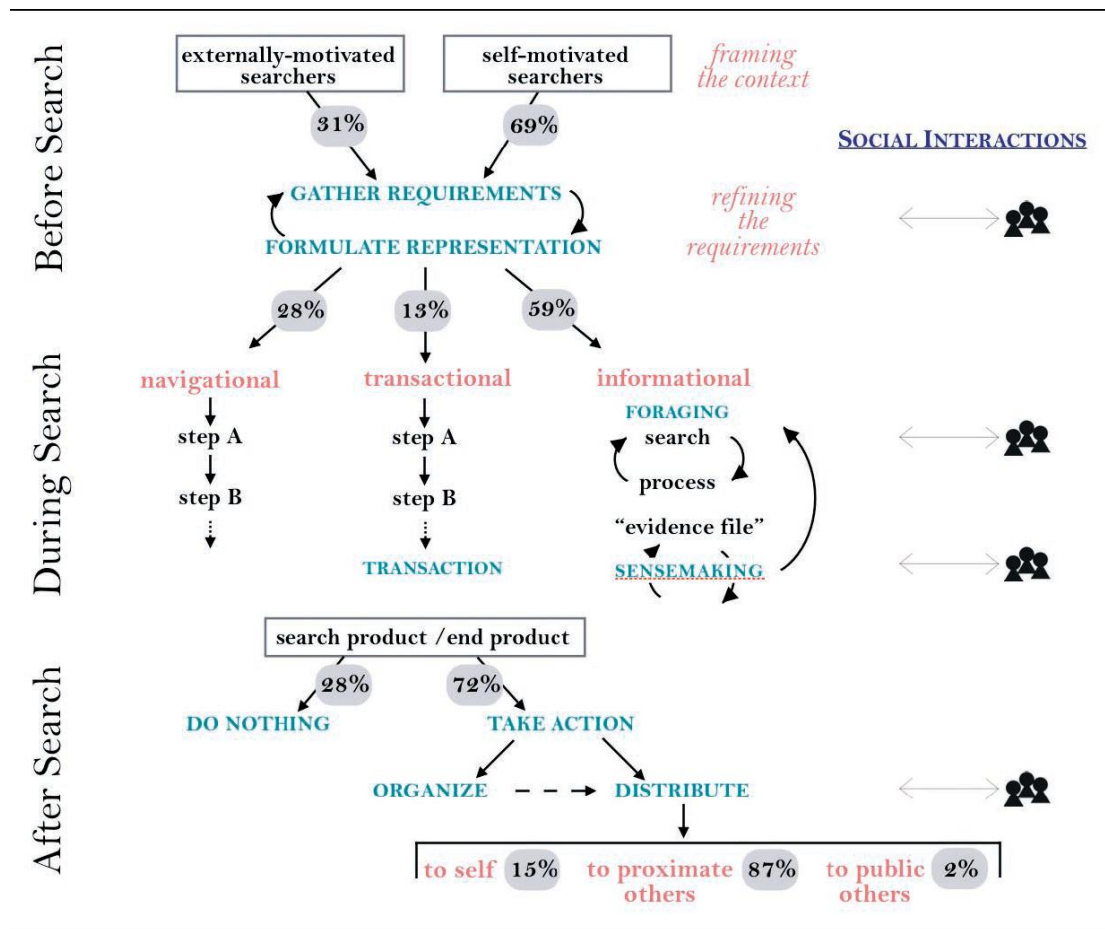 Before Search
externally-motivated
searchers
self-motivated
searchers
framing
the context
31%
69%
SOCIAL INTERACTIONS
GATHER REQUIREMENTS
FORMULATE REPRESENTATION
refining
the
requirements
28%
13%
59%
During Search
navigational
step A
step B
transactional
step A
step B
TRANSACTION
informational
FORAGING
search
process
“evidence file”
SENSEMAKING
After Search
search product /end product
28%
72%
DO NOTHING
TAKE ACTION
ORGANIZE
DISTRIBUTE
to self 15%
to proximate
others
87%
to public
others
2%